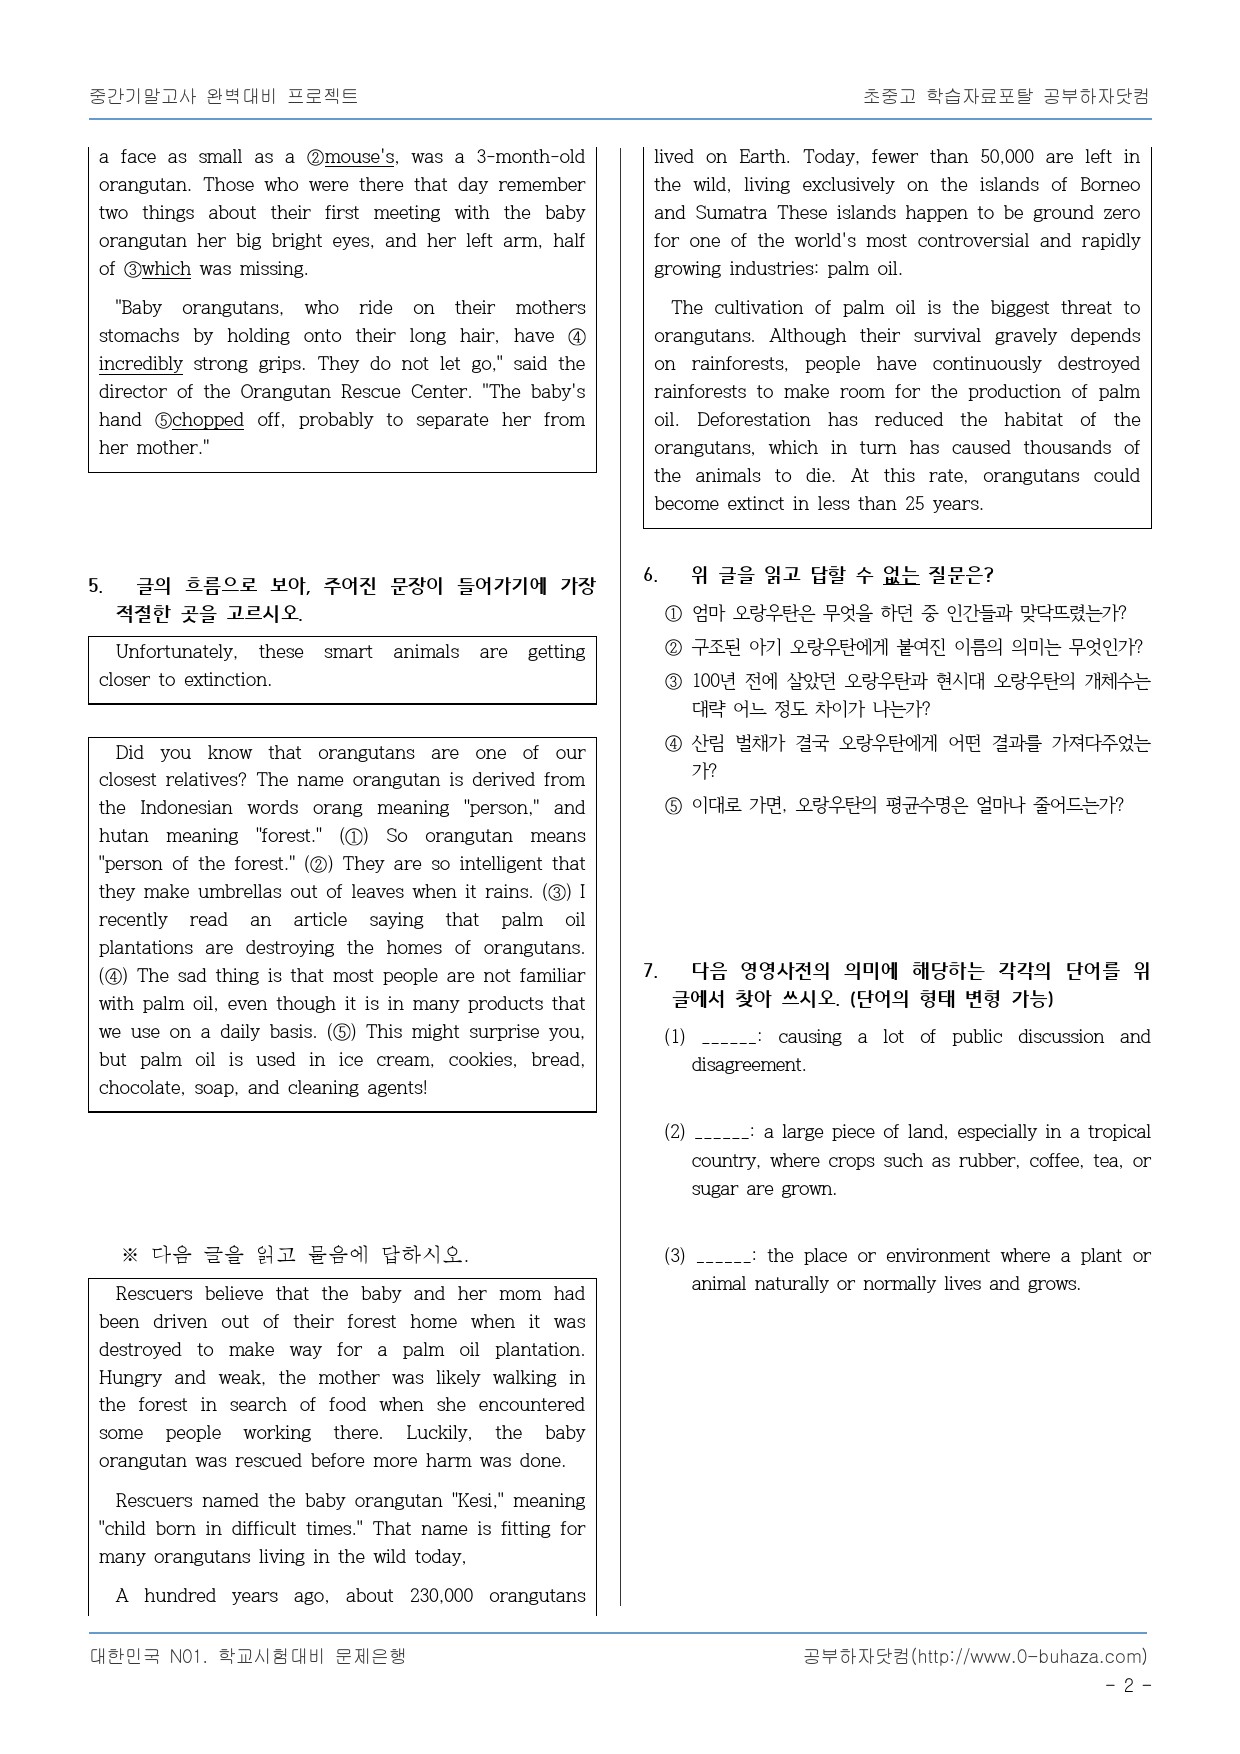 중간기말고사 완벽대비 프로젝트
초중고 학습자료포탈 공부하자닷컴
a face as small as a ②mouse's, was a 3-month-old
orangutan. Those who were there that day remember
two things about their first meeting with the baby
orangutan her big bright eyes, and her left arm, half
of ③which was missing.
"Baby orangutans, who ride on their mothers
stomachs by holding onto their long hair, have ④
incredibly strong grips. They do not let go," said the
director of the Orangutan Rescue Center. "The baby's
hand ⑤chopped off, probably to separate her from
her mother."
5. 글의 흐름으로 보아, 주어진 문장이 들어가기에 가장
적절한 곳을 고르시오.
Unfortunately, these smart animals are getting
closer to extinction.
Did you know that orangutans are one of our
closest relatives? The name orangutan is derived from
the Indonesian words orang meaning "person," and
hutan meaning "forest." (①) So orangutan means
"person of the forest." (②) They are so intelligent that
they make umbrellas out of leaves when it rains. (③) I
recently read an article saying that palm oil
plantations are destroying the homes of orangutans.
(④) The sad thing is that most people are not familiar
with palm oil, even though it is in many products that
we use on a daily basis. (⑤) This might surprise you,
but palm oil is used in ice cream, cookies, bread,
chocolate, soap, and cleaning agents!
※ 다음 글을 읽고 물음에 답하시오.
Rescuers believe that the baby and her mom had
been driven out of their forest home when it was
destroyed to make way for a palm oil plantation.
Hungry and weak, the mother was likely walking in
the forest in search of food when she encountered
some people working there. Luckily, the baby
orangutan was rescued before more harm was done.
Rescuers named the baby orangutan "Kesi," meaning
"child born in difficult times." That name is fitting for
many orangutans living in the wild today,
A hundred years ago, about 230,000 orangutans
lived on Earth. Today, fewer than 50,000 are left in
the wild, living exclusively on the islands of Borneo
and Sumatra These islands happen to be ground zero
for one of the world's most controversial and rapidly
growing industries: palm oil.
The cultivation of palm oil is the biggest threat to
orangutans. Although their survival gravely depends
on rainforests, people have continuously destroyed
rainforests to make room for the production of palm
oil. Deforestation has reduced the habitat of the
orangutans, which in turn has caused thousands of
the animals to die. At this rate, orangutans could
become extinct in less than 25 years.
6. 위 글을 읽고 답할 수 없는 질문은?
① 엄마 오랑우탄은 무엇을 하던 중 인간들과 맞닥뜨렸는가?
② 구조된 아기 오랑우탄에게 붙여진 이름의 의미는 무엇인가?
③ 100년 전에 살았던 오랑우탄과 현시대 오랑우탄의 개체수는
대략 어느 정도 차이가 나는가?
④ 산림 벌채가 결국 오랑우탄에게 어떤 결과를 가져다주었는
가?
⑤ 이대로 가면, 오랑우탄의 평균수명은 얼마나 줄어드는가?
7. 다음 영영사전의 의미에 해당하는 각각의 단어를 위
글에서 찾아 쓰시오. (단어의 형태 변형 가능)
(1) ______: causing a lot of public discussion and
disagreement.
(2) ______: a large piece of land, especially in a tropical
country, where crops such as rubber, coffee, tea, or
sugar are grown.
(3) ______: the place or environment where a plant or
animal naturally or normally lives and grows.
대한민국 N01. 학교시험대비 문제은행
공부하자닷컴(http://www.0-buhaza.com)
- 2 -